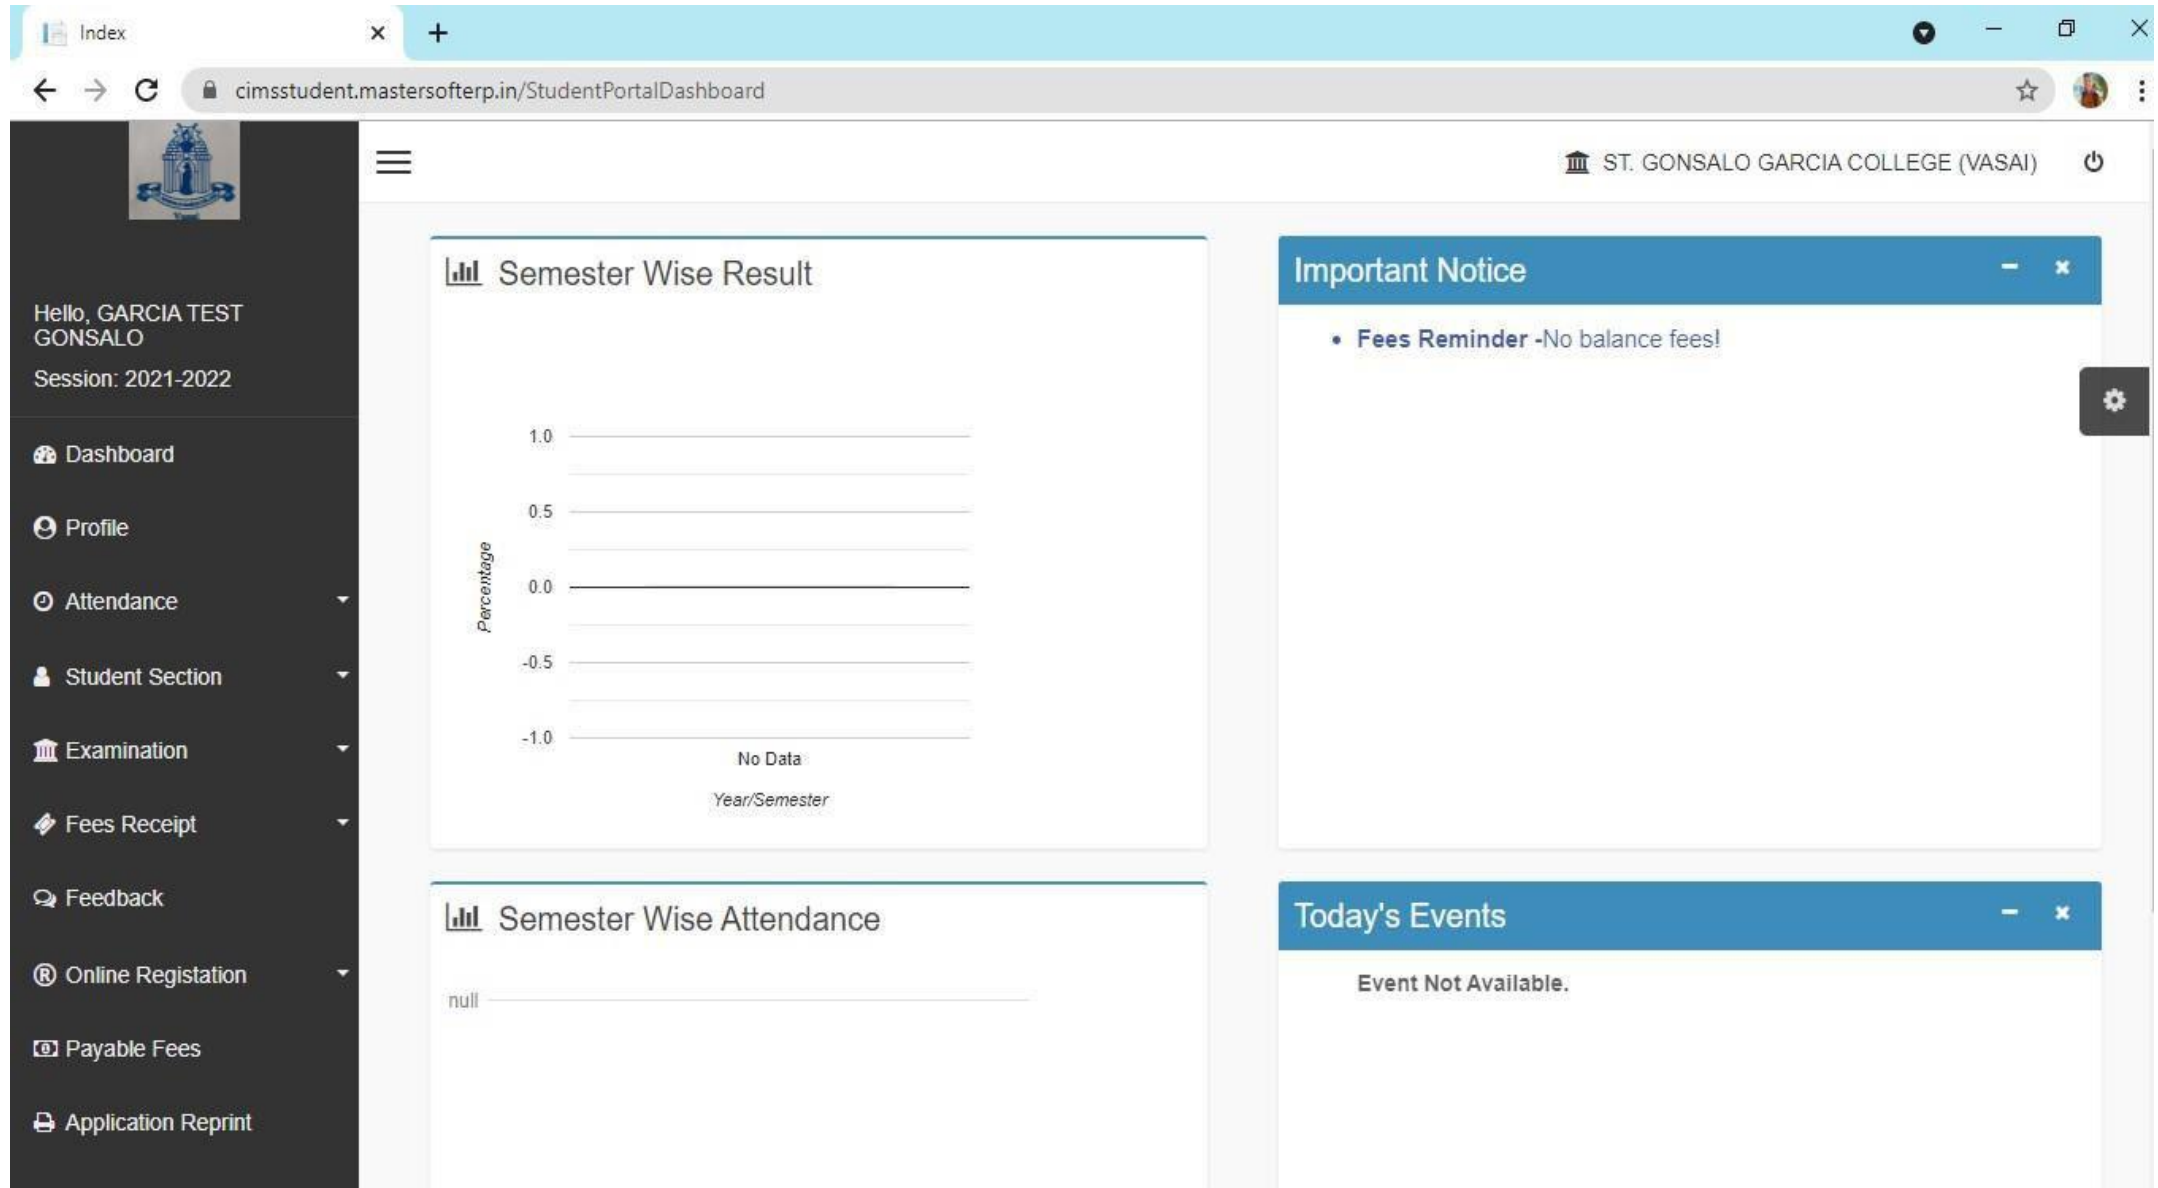 Index
cimsstudent.mastersofterp.in/StudentPortalDashboard
ST. GONSALO GARCIA COLLEGE (VASAI)
Hello, GARCIA TEST
GONSALO
Session: 2021-2022
Dashboard
Profile
Attendance
Student Section
Examination
Fees Receipt
Feedback
Online Registation
Payable Fees
Application Reprint
Semester Wise Result
1.0
0.5
0.0
-0.5
-1.0
Percentage
No Data
Year/Semester
Important Notice
• Fees Reminder -No balance fees!
Semester Wise Attendance
null
Today's Events
Event Not Available.